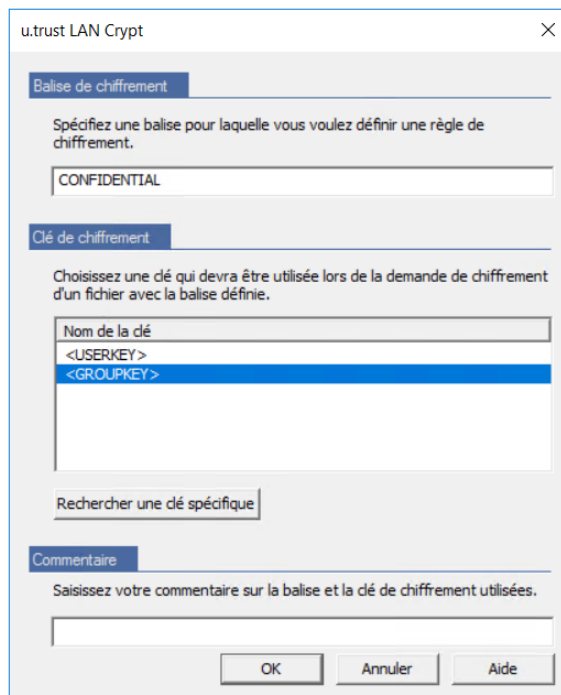 u.trust LAN Crypt
Balise de chiffrement
Spécifiez une balise pour laquelle vous voulez définir une règle de
chiffrement.
CONFIDENTIAL
Clé de chiffrement
Choisissez une clé qui devra être utilisée lors de la demande de chiffrement
d'un fichier avec la balise définie.
Nom de la clé
<USERKEY>
<GROUPKEY>
Rechercher une clé spécifique
Commentaire
Saisissez votre commentaire sur la balise et la clé de chiffrement utilisées.
OK Annuler Aide